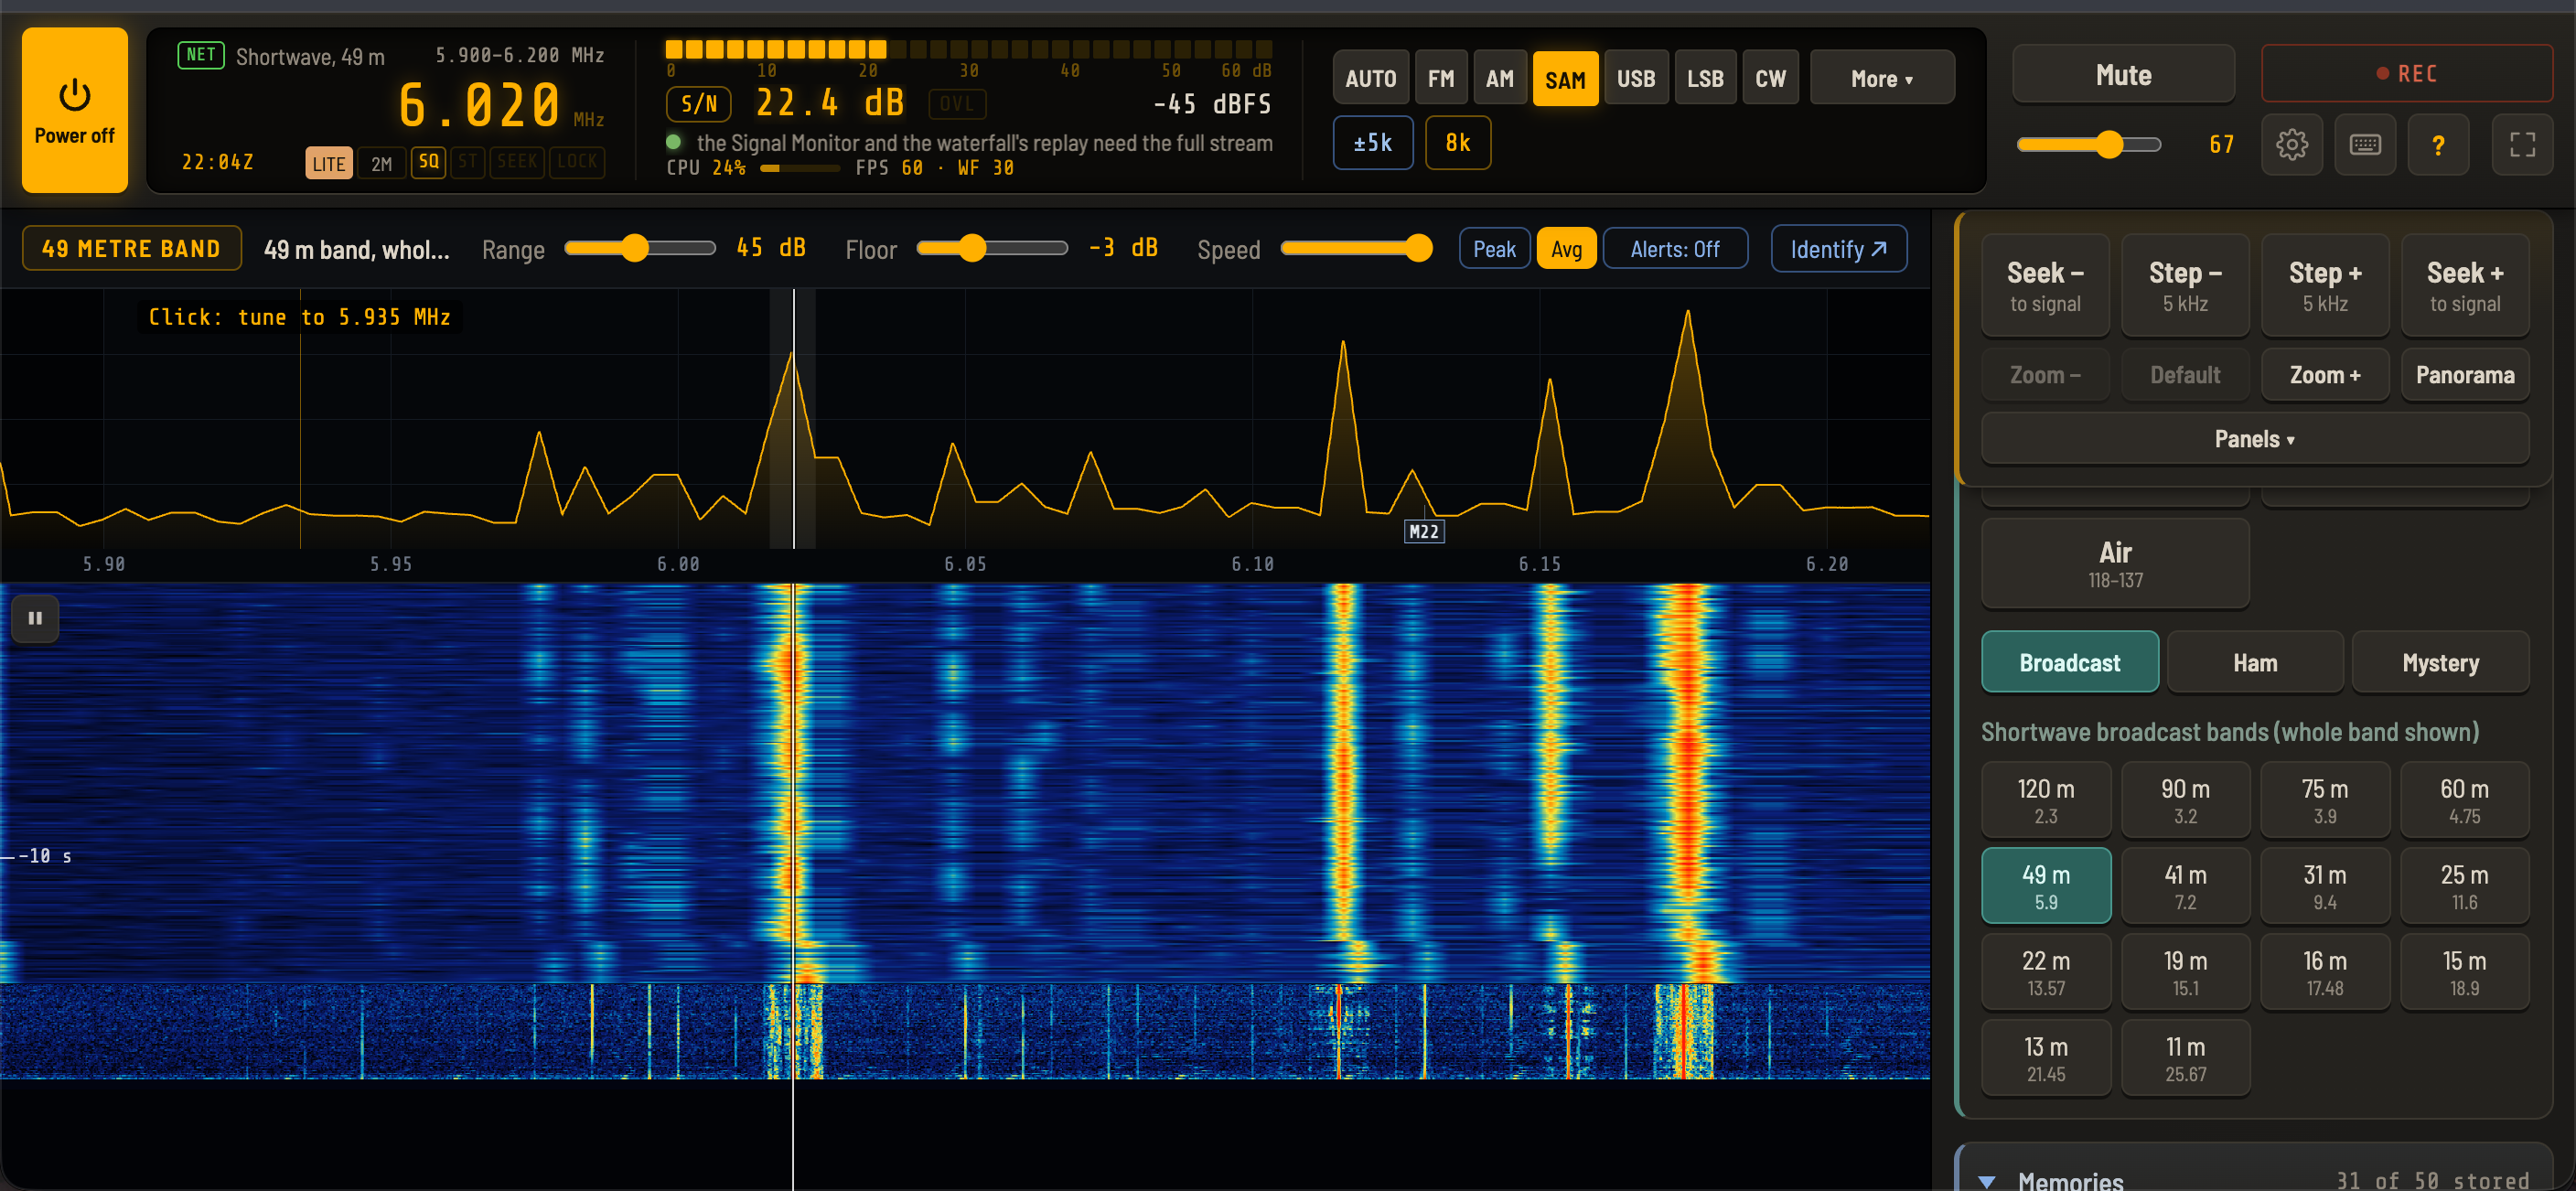 Power off
NET Shortwave, 49 m 5.900–6.200 MHz
6.020 MHz
22:04Z LITE 2M SQ ST SEEK LOCK
0 10 20 30 40 50 60 dB
S/N 22.4 dB OVL -45 dBFS
the Signal Monitor and the waterfall's replay need the full stream
CPU 24% FPS 60 · WF 30
AUTO FM AM SAM USB LSB CW More ▾
±5k 8k
Mute REC
67 ?
49 METRE BAND 49 m band, whol... Range 45 dB Floor -3 dB Speed Peak Avg Alerts: Off Identify ↗
Click: tune to 5.935 MHz
M22
5.90 5.95 6.00 6.05 6.10 6.15 6.20
-10 s
Seek – Step – Step + Seek +
to signal 5 kHz 5 kHz to signal
Zoom – Default Zoom + Panorama
Panels ▾
Air
118–137
Broadcast Ham Mystery
Shortwave broadcast bands (whole band shown)
120 m 90 m 75 m 60 m
2.3 3.2 3.9 4.75
49 m 41 m 31 m 25 m
5.9 7.2 9.4 11.6
22 m 19 m 16 m 15 m
13.57 15.1 17.48 18.9
13 m 11 m
21.45 25.67
Memories 31 of 50 stored